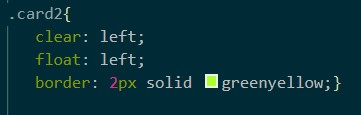 .card2{
clear: left;
float: left;
border: 2px solid greenyellow;}